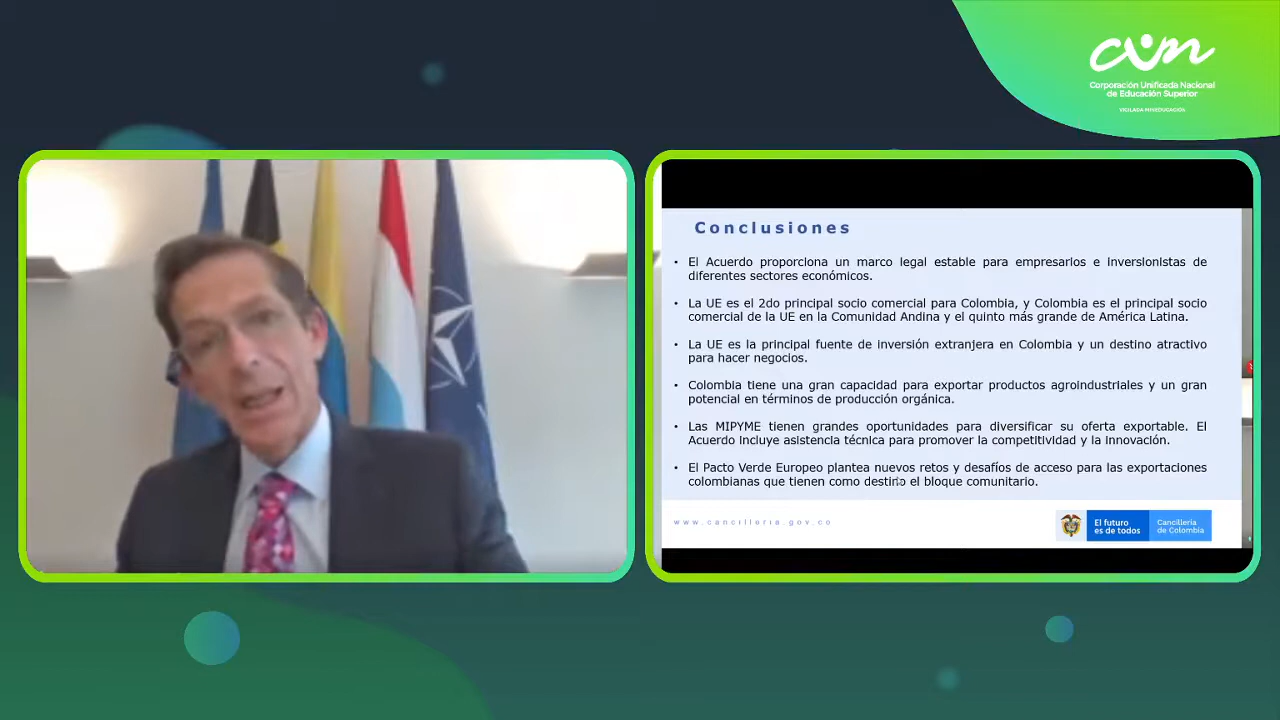 cun
Corporación Unificada Nacional
de Educación Superior
VIGILADA MINEDUCACIÓN
Conclusiones
• El Acuerdo proporciona un marco legal estable para empresarios e inversionistas de
diferentes sectores económicos.
• La UE es el 2do principal socio comercial para Colombia, y Colombia es el principal socio
comercial de la UE en la Comunidad Andina y el quinto más grande de América Latina.
• La UE es la principal fuente de inversión extranjera en Colombia y un destino atractivo
para hacer negocios.
• Colombia tiene una gran capacidad para exportar productos agroindustriales y un gran
potencial en términos de producción orgánica.
• Las MIPYME tienen grandes oportunidades para diversificar su oferta exportable. El
Acuerdo incluye asistencia técnica para promover la competitividad y la innovación.
• El Pacto Verde Europeo plantea nuevos retos y desafíos de acceso para las exportaciones
colombianas que tienen como destino el bloque comunitario.
www.cancilleria.gov.co
El futuro
es de todos
Cancillería
de Colombia